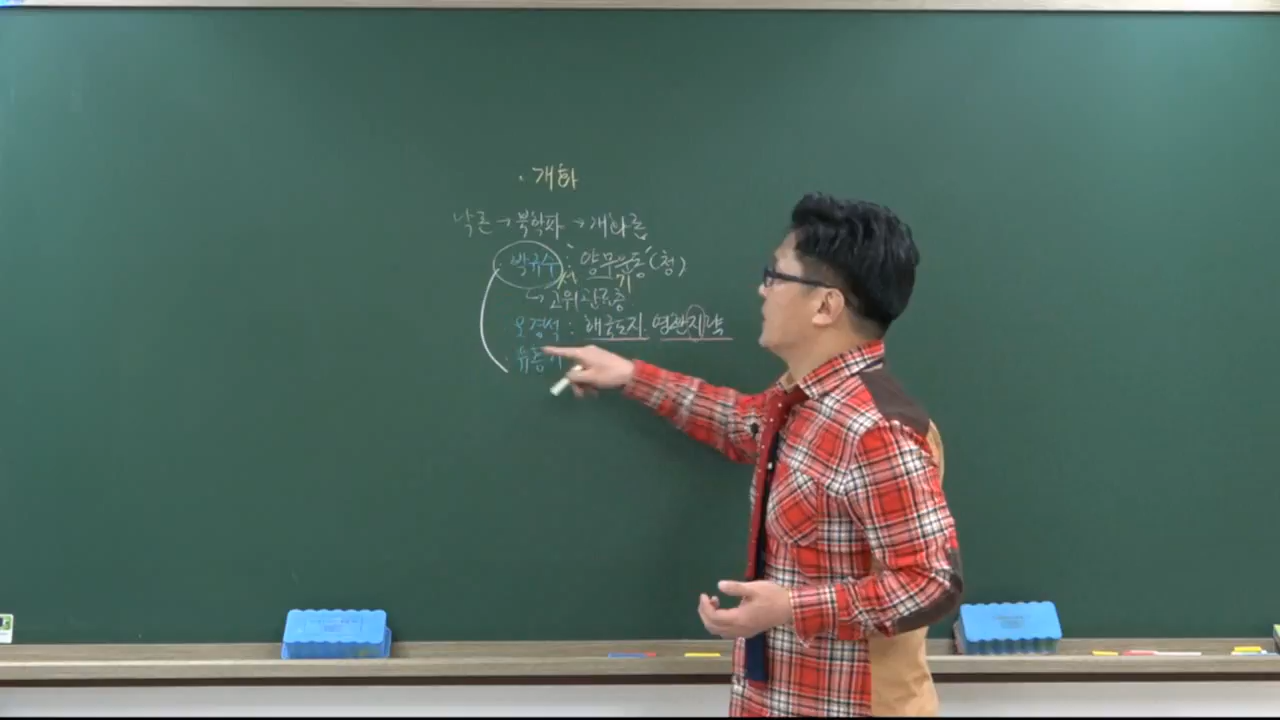 · 개화
낙론 → 북학파 → 개화론
· 박규수 : '양무운동' (청)
↳ 고위관료층
오경석 : 해국도지. 영환지략
· 유홍기